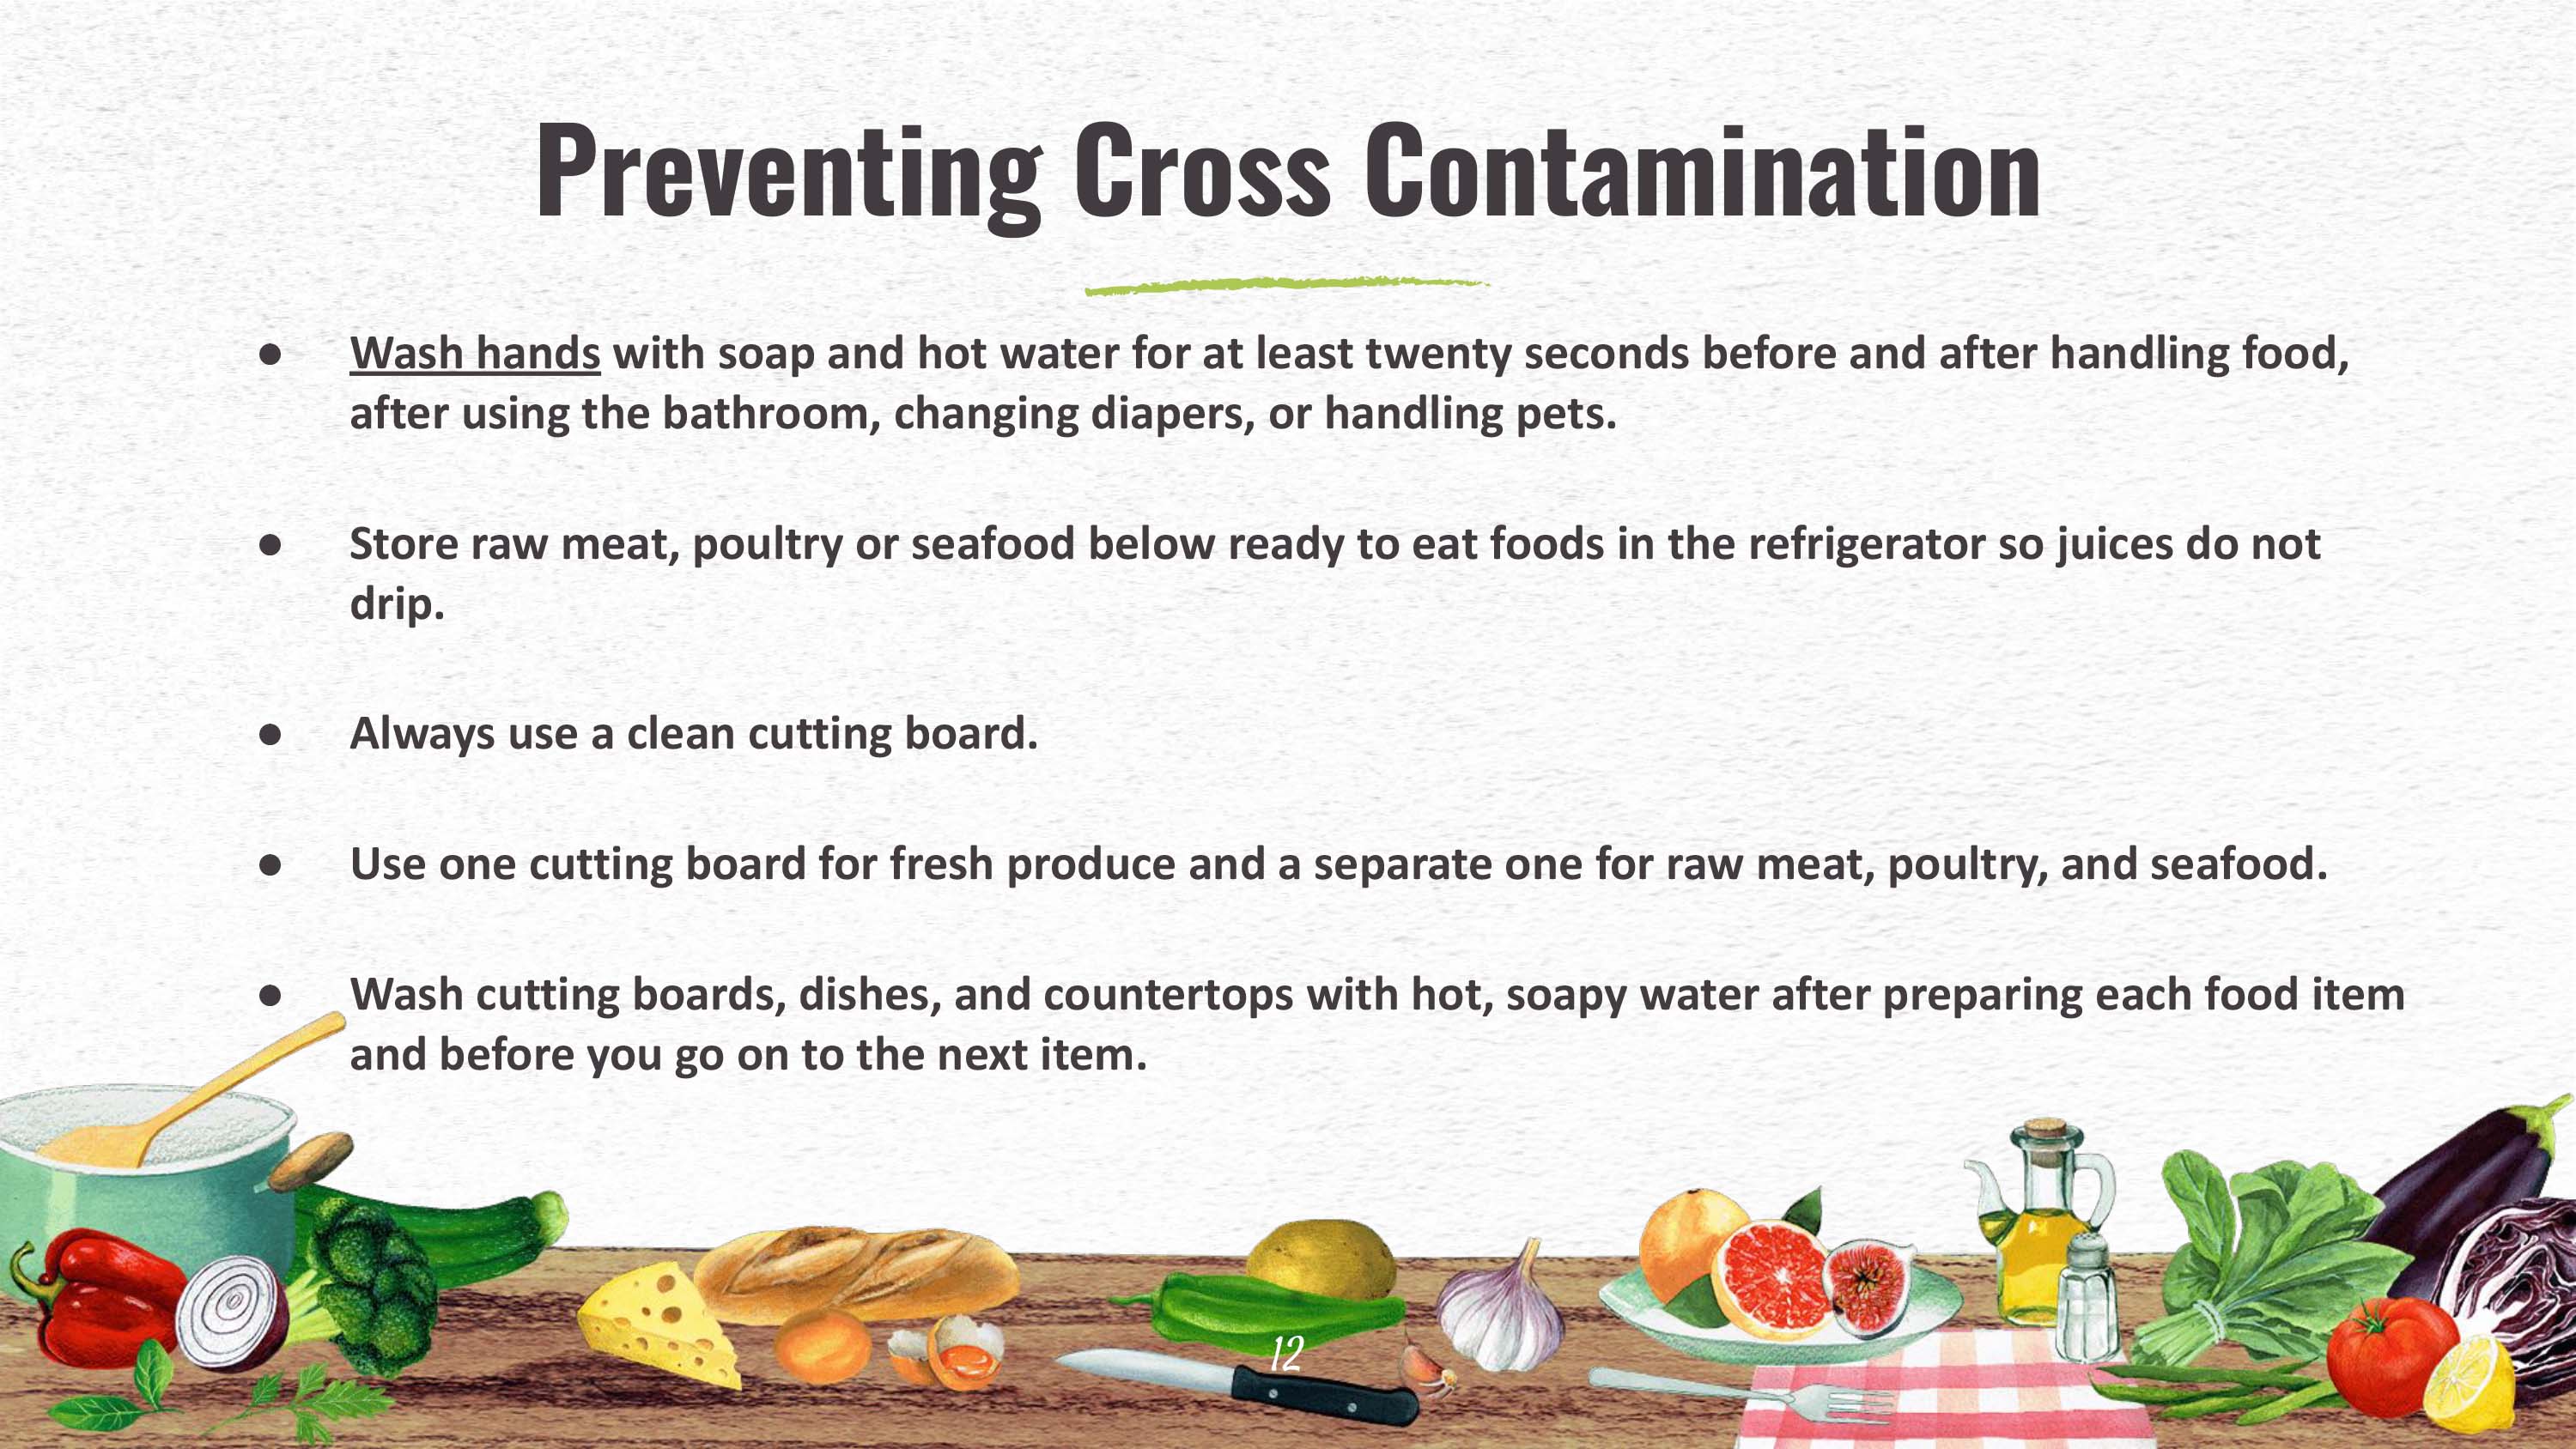 Preventing Cross Contamination
● Wash hands with soap and hot water for at least twenty seconds before and after handling food,
after using the bathroom, changing diapers, or handling pets.
● Store raw meat, poultry or seafood below ready to eat foods in the refrigerator so juices do not
drip.
● Always use a clean cutting board.
● Use one cutting board for fresh produce and a separate one for raw meat, poultry, and seafood.
● Wash cutting boards, dishes, and countertops with hot, soapy water after preparing each food item
and before you go on to the next item.
12